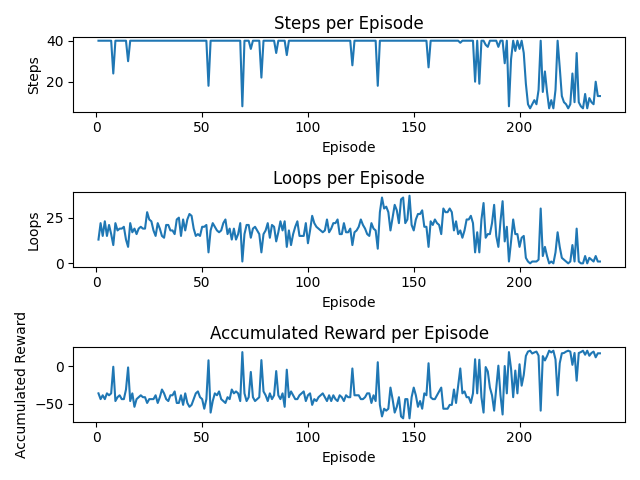 Steps per Episode
Steps
40
20
0 50 100 150 200
Episode
Loops per Episode
Loops
25
0
0 50 100 150 200
Episode
Accumulated Reward per Episode
Accumulated Reward
0
−50
0 50 100 150 200
Episode